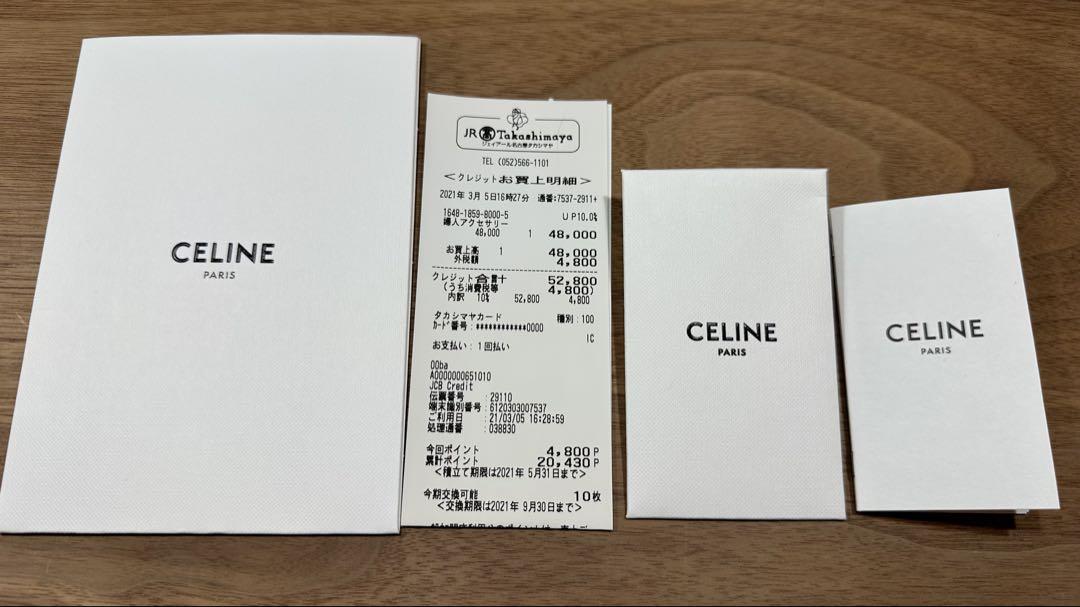 CELINE
PARIS
JR 髙 Takashimaya
ジェイアール名古屋タカシマヤ
TEL (052)566-1101
<クレジットお買上明細>
2021年 3月 5日16時27分 通番:7537-2911+
1648-1859-8000-5 UP10.0%
婦人アクセサリー
48,000 1 48,000
お買上高 1 48,000
外税額 4,800
クレジット合計 52,800
(うち消費税等 4,800)
内訳 10% 52,800 4,800
タカシマヤカード 種別:100
カード番号:************0000
IC
お支払い:1回払い
00ba
A0000000651010
JCB Credit
伝票番号 :29110
端末識別番号:6120303007537
ご利用日 :21/03/05 16:28:59
処理通番 :038830
今回ポイント 4,800P
累計ポイント 20,430P
<積立て期限は2021年 5月31日まで>
今期交換可能 10枚
<交換期限は2021年 9月30日まで>
CELINE
PARIS
CELINE
PARIS